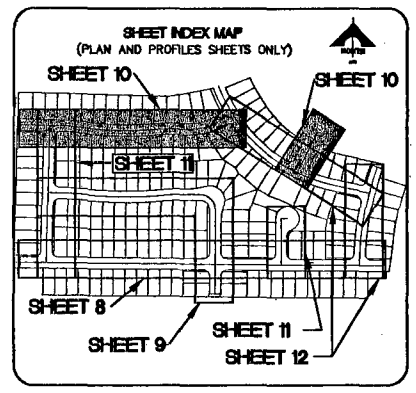 SHEET INDEX MAP
(PLAN AND PROFILES SHEETS ONLY)
NORTH
SHEET 10
SHEET 10
SHEET 11
SHEET 8
SHEET 9
SHEET 11
SHEET 12